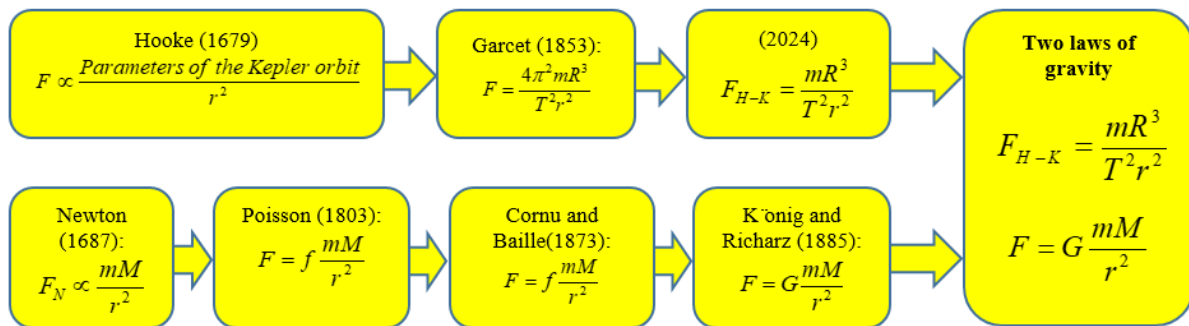 Hooke (1679)
F ∝ Parameters of the Kepler orbit / r²
Garcet (1853):
F = 4π²mR³ / T²r²
(2024)
F_{H-K} = mR³ / T²r²
Two laws of
gravity
F_{H-K} = mR³ / T²r²
F = G mM / r²
Newton
(1687):
F_N ∝ mM / r²
Poisson (1803):
F = f mM / r²
Cornu and
Baille(1873):
F = f mM / r²
K ̈onig and
Richarz (1885):
F = G mM / r²